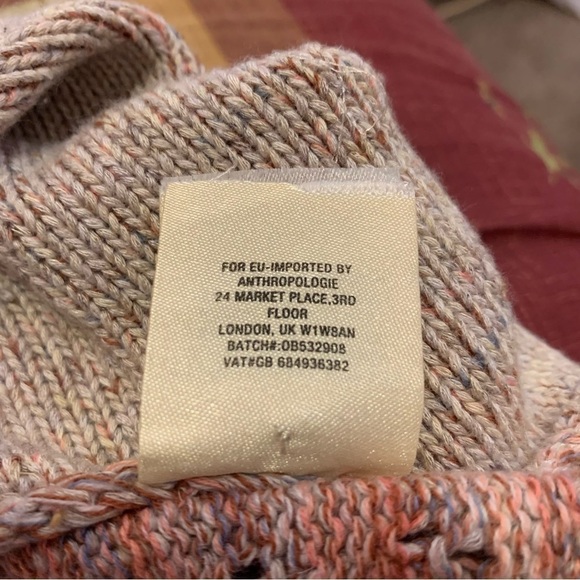 FOR EU-IMPORTED BY
ANTHROPOLOGIE
24 MARKET PLACE,3RD
FLOOR
LONDON, UK W1W8AN
BATCH#:OB532908
VAT#GB 684936382